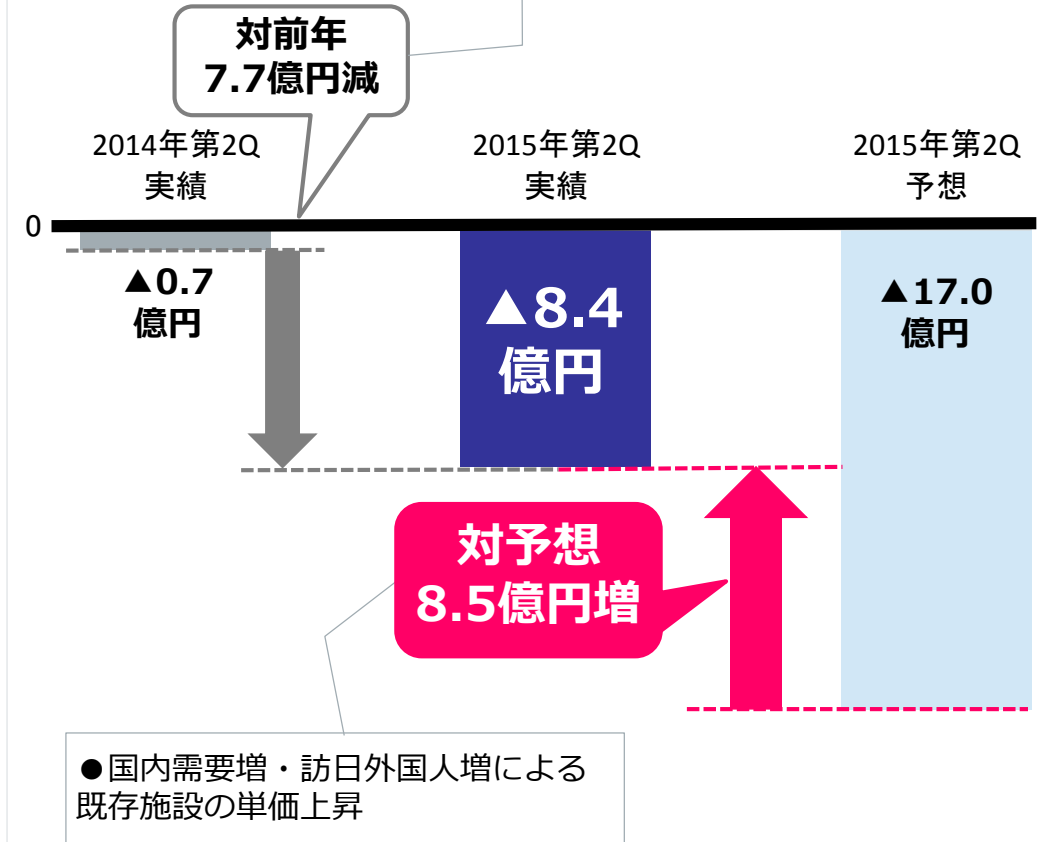 対前年
7.7億円減
2014年第2Q
実績
2015年第2Q
実績
2015年第2Q
予想
0
▲0.7
億円
▲8.4
億円
▲17.0
億円
対予想
8.5億円増
●国内需要増・訪日外国人増による
既存施設の単価上昇